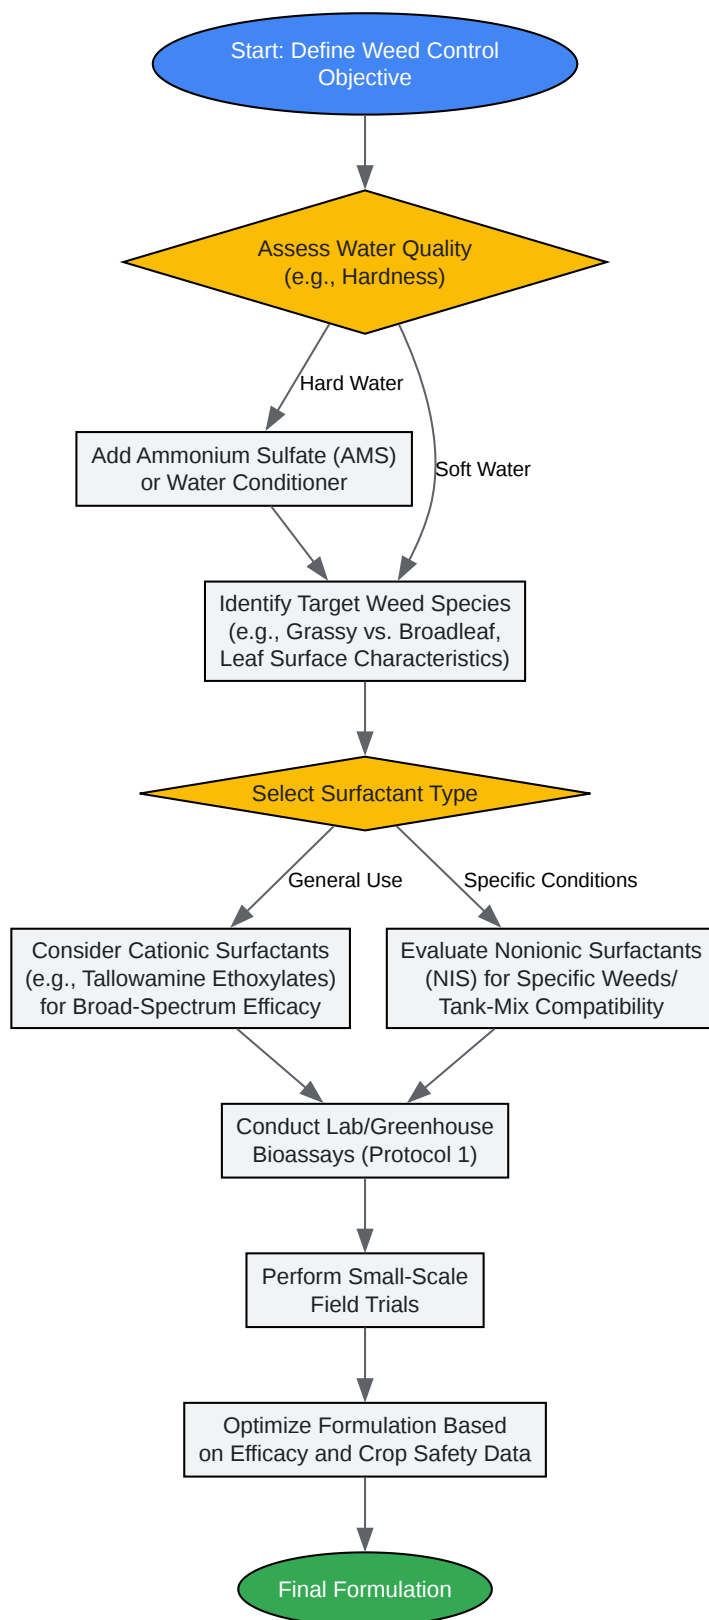 Start: Define Weed Control
Objective
Assess Water Quality
(e.g., Hardness)
Hard Water
Add Ammonium Sulfate (AMS)
or Water Conditioner
Soft Water
Identify Target Weed Species
(e.g., Grassy vs. Broadleaf,
Leaf Surface Characteristics)
Select Surfactant Type
General Use
Specific Conditions
Consider Cationic Surfactants
(e.g., Tallowamine Ethoxylates)
for Broad-Spectrum Efficacy
Evaluate Nonionic Surfactants
(NIS) for Specific Weeds/
Tank-Mix Compatibility
Conduct Lab/Greenhouse
Bioassays (Protocol 1)
Perform Small-Scale
Field Trials
Optimize Formulation Based
on Efficacy and Crop Safety Data
Final Formulation